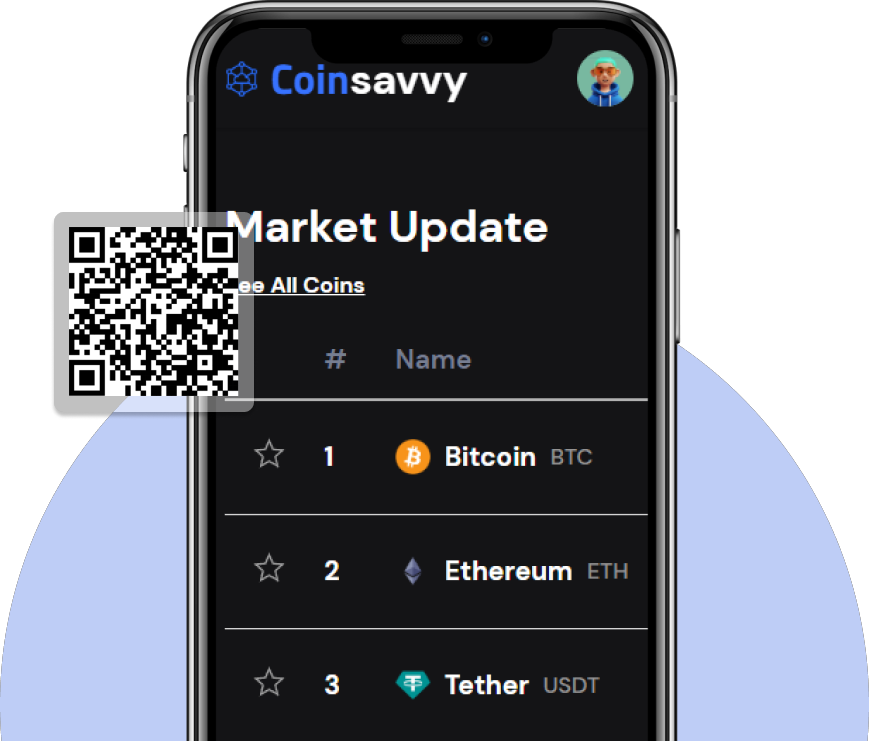 Coinsavvy
Market Update
ee All Coins
# Name
1 Bitcoin BTC
2 Ethereum ETH
3 Tether USDT